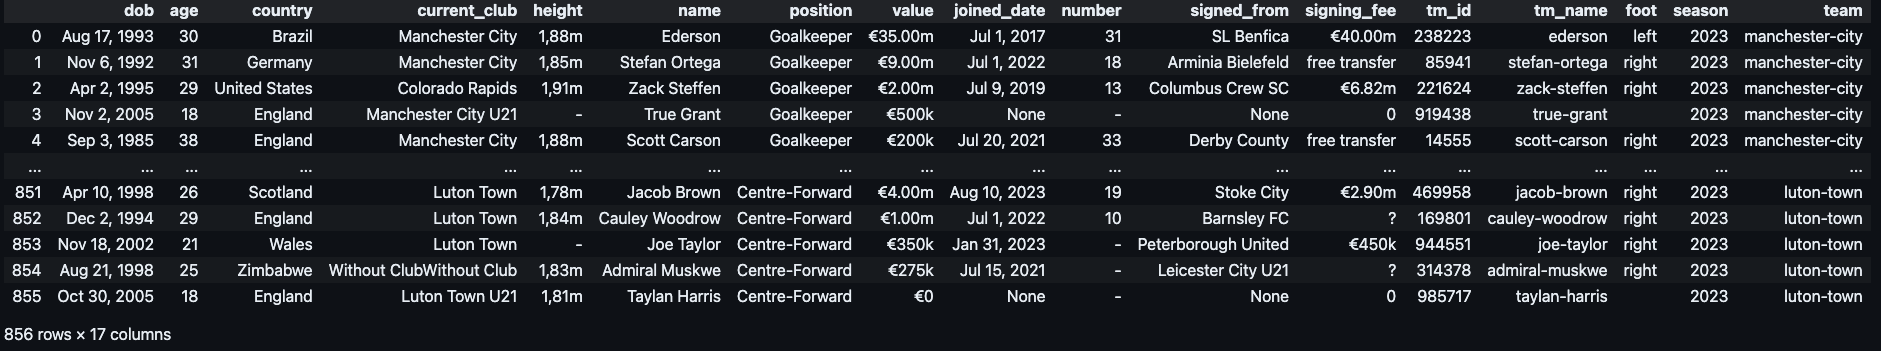 dob age country current_club height name position value joined_date number signed_from signing_fee tm_id tm_name foot season team
0 Aug 17, 1993 30 Brazil Manchester City 1,88m Ederson Goalkeeper €35.00m Jul 1, 2017 31 SL Benfica €40.00m 238223 ederson left 2023 manchester-city
1 Nov 6, 1992 31 Germany Manchester City 1,85m Stefan Ortega Goalkeeper €9.00m Jul 1, 2022 18 Arminia Bielefeld free transfer 85941 stefan-ortega right 2023 manchester-city
2 Apr 2, 1995 29 United States Colorado Rapids 1,91m Zack Steffen Goalkeeper €2.00m Jul 9, 2019 13 Columbus Crew SC €6.82m 221624 zack-steffen right 2023 manchester-city
3 Nov 2, 2005 18 England Manchester City U21 - True Grant Goalkeeper €500k None - None 0 919438 true-grant 2023 manchester-city
4 Sep 3, 1985 38 England Manchester City 1,88m Scott Carson Goalkeeper €200k Jul 20, 2021 33 Derby County free transfer 14555 scott-carson right 2023 manchester-city
... ... ... ... ... ... ... ... ... ... ... ... ... ... ... ... ... ...
851 Apr 10, 1998 26 Scotland Luton Town 1,78m Jacob Brown Centre-Forward €4.00m Aug 10, 2023 19 Stoke City €2.90m 469958 jacob-brown right 2023 luton-town
852 Dec 2, 1994 29 England Luton Town 1,84m Cauley Woodrow Centre-Forward €1.00m Jul 1, 2022 10 Barnsley FC ? 169801 cauley-woodrow right 2023 luton-town
853 Nov 18, 2002 21 Wales Luton Town - Joe Taylor Centre-Forward €350k Jan 31, 2023 - Peterborough United €450k 944551 joe-taylor right 2023 luton-town
854 Aug 21, 1998 25 Zimbabwe Without ClubWithout Club 1,83m Admiral Muskwe Centre-Forward €275k Jul 15, 2021 - Leicester City U21 ? 314378 admiral-muskwe right 2023 luton-town
855 Oct 30, 2005 18 England Luton Town U21 1,81m Taylan Harris Centre-Forward €0 None - None 0 985717 taylan-harris 2023 luton-town
856 rows × 17 columns